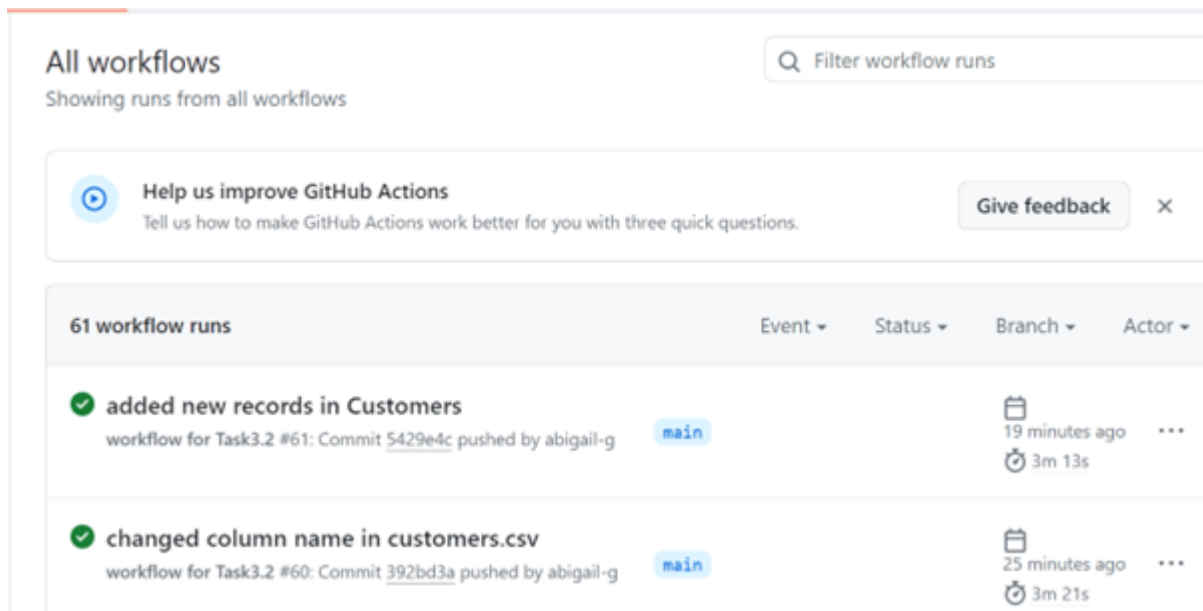 All workflows
Filter workflow runs
Showing runs from all workflows
Help us improve GitHub Actions
Tell us how to make GitHub Actions work better for you with three quick questions.
Give feedback
61 workflow runs
Event
Status
Branch
Actor
added new records in Customers
workflow for Task3.2 #61: Commit 5429e4c pushed by abigail-g
main
19 minutes ago
3m 13s
changed column name in customers.csv
workflow for Task3.2 #60: Commit 392bd3a pushed by abigail-g
main
25 minutes ago
3m 21s